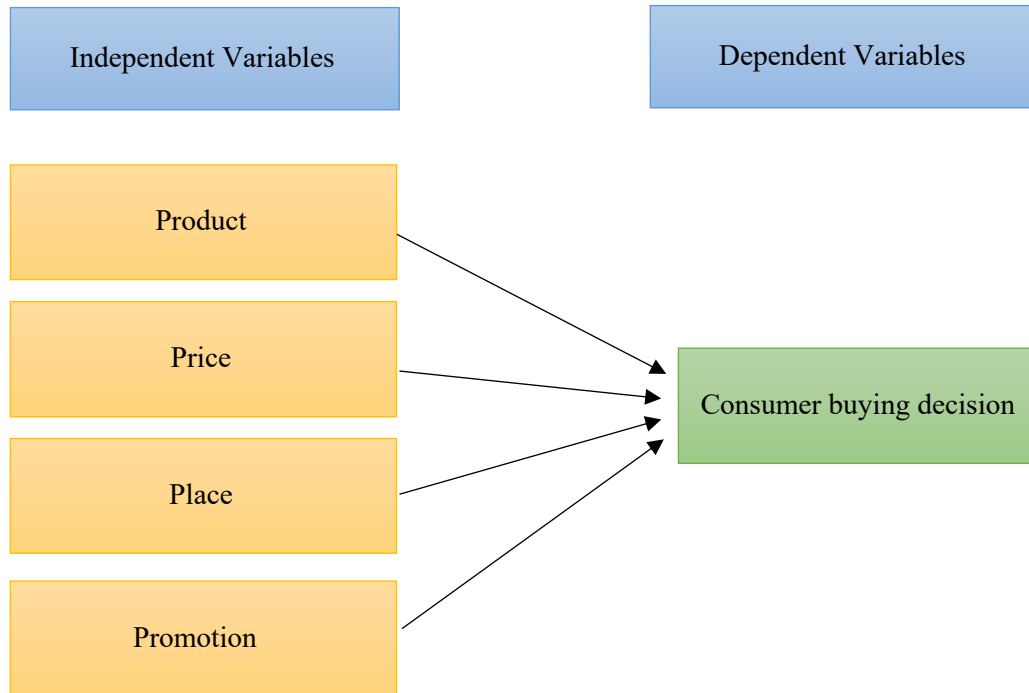 Independent Variables
Dependent Variables
Product
Price
Place
Promotion
Consumer buying decision